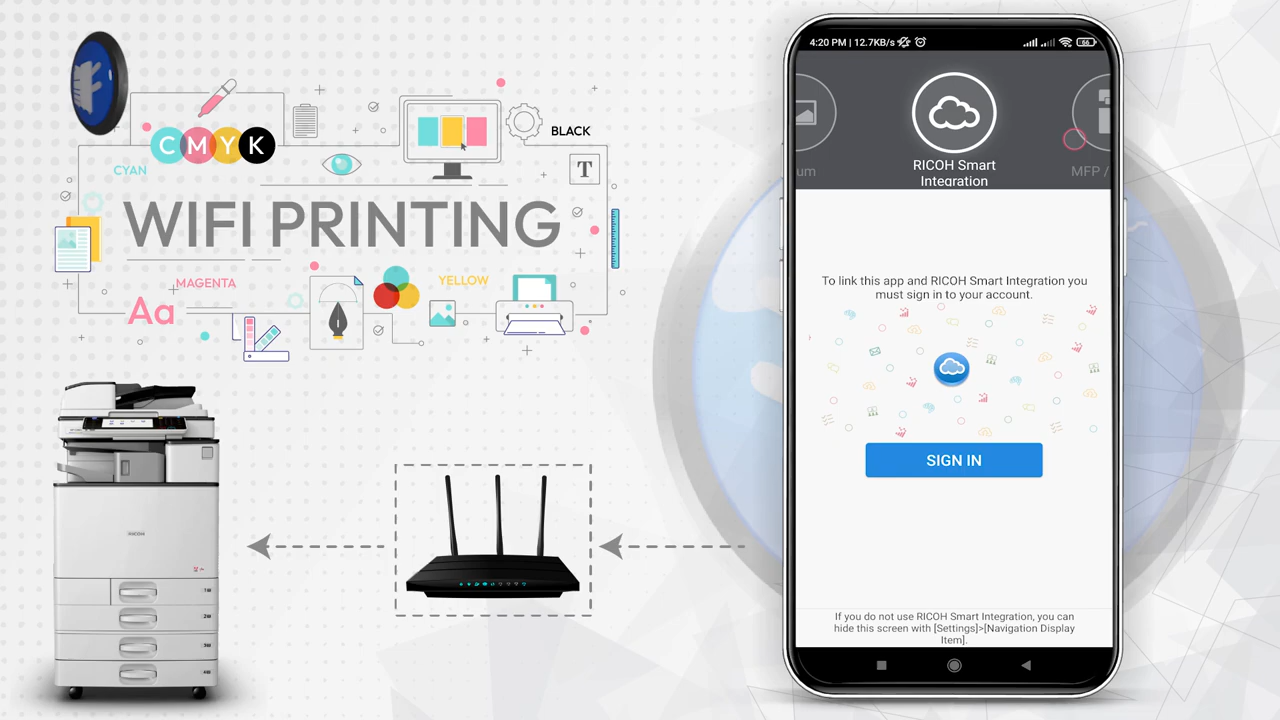 CMYK
BLACK
T
CYAN
WIFI PRINTING
MAGENTA
YELLOW
Aa
RICOH
4:20 PM | 12.7KB/s
56
um
RICOH Smart
Integration
MFP /
To link this app and RICOH Smart Integration you
must sign in to your account.
SIGN IN
If you do not use RICOH Smart Integration, you can
hide this screen with [Settings]>[Navigation Display
Item].